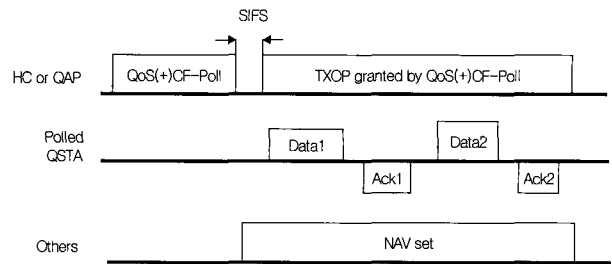 SIFS
HC or QAP
QoS(+)CF-Poll
TXOP granted by QoS(+)CF-Poll
Polled
QSTA
Data1
Data2
Ack1
Ack2
Others
NAV set